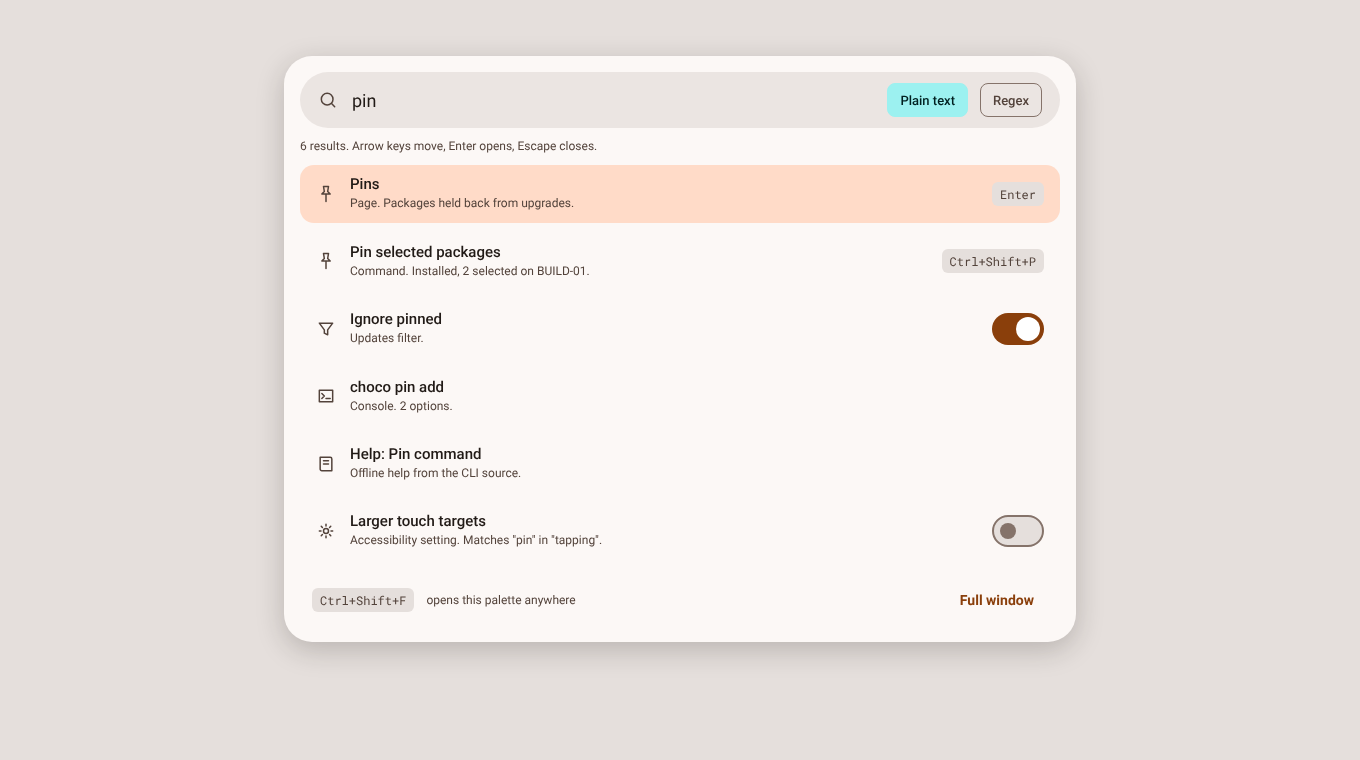 pin
Plain text
Regex
6 results. Arrow keys move, Enter opens, Escape closes.
Pins
Page. Packages held back from upgrades.
Enter
Pin selected packages
Command. Installed, 2 selected on BUILD-01.
Ctrl+Shift+P
Ignore pinned
Updates filter.
choco pin add
Console. 2 options.
Help: Pin command
Offline help from the CLI source.
Larger touch targets
Accessibility setting. Matches "pin" in "tapping".
Ctrl+Shift+F
opens this palette anywhere
Full window